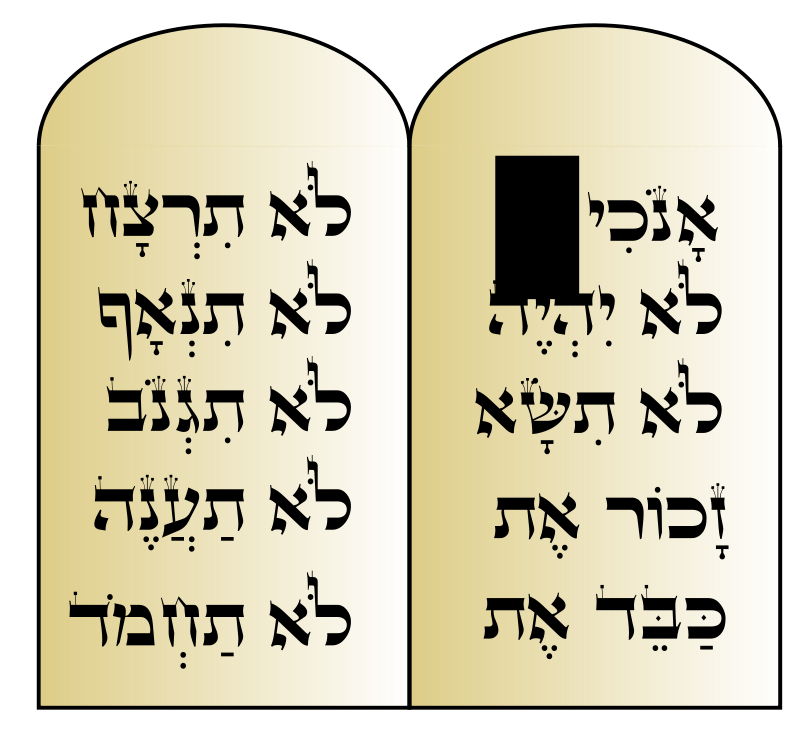 אָנֹכִי
לֹא יִהְיֶה
לֹא תִשָּׂא
זָכוֹר אֶת
כַּבֵּד אֶת
לֹא תִרְצָח
לֹא תִנְאָף
לֹא תִגְנֹב
לֹא תַעֲנֶה
לֹא תַחְמֹד